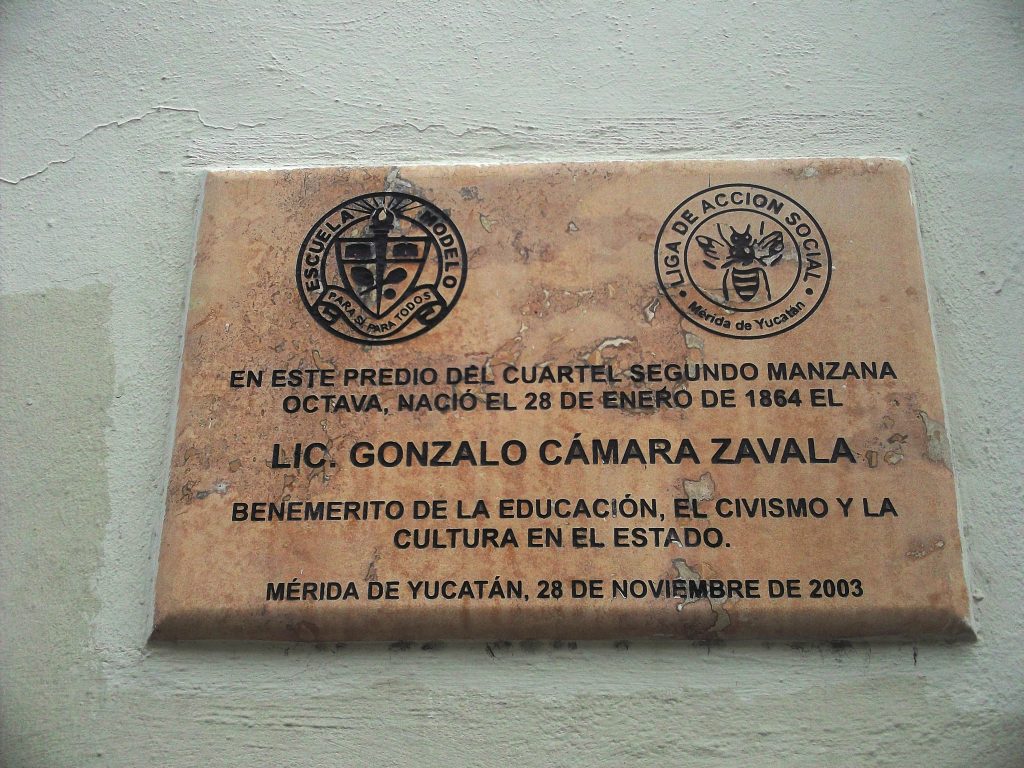 ESCUELA MODELO
PARA SI PARA TODOS
LIGA DE ACCION SOCIAL
Mérida de Yucatán
EN ESTE PREDIO DEL CUARTEL SEGUNDO MANZANA
OCTAVA, NACIÓ EL 28 DE ENERO DE 1864 EL
LIC. GONZALO CÁMARA ZAVALA
BENEMERITO DE LA EDUCACIÓN, EL CIVISMO Y LA
CULTURA EN EL ESTADO.
MÉRIDA DE YUCATÁN, 28 DE NOVIEMBRE DE 2003